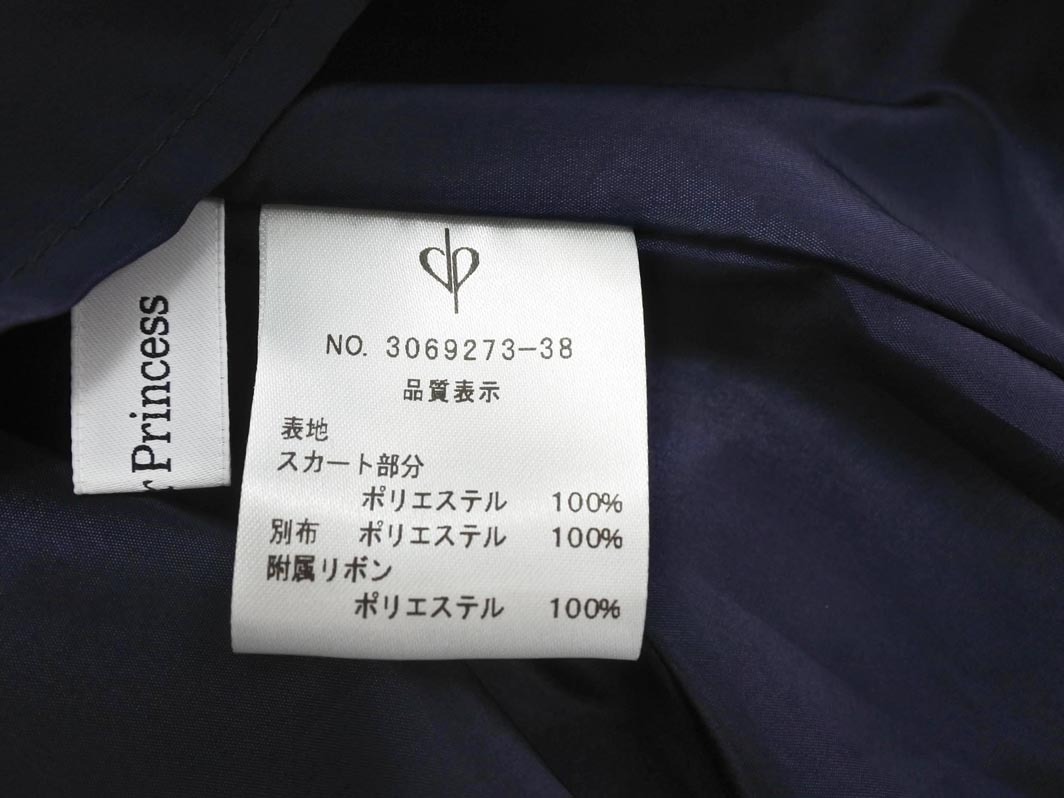 Princess
NO. 3069273-38
品質表示
表地
スカート部分
ポリエステル 100%
別布 ポリエステル 100%
附属リボン
ポリエステル 100%